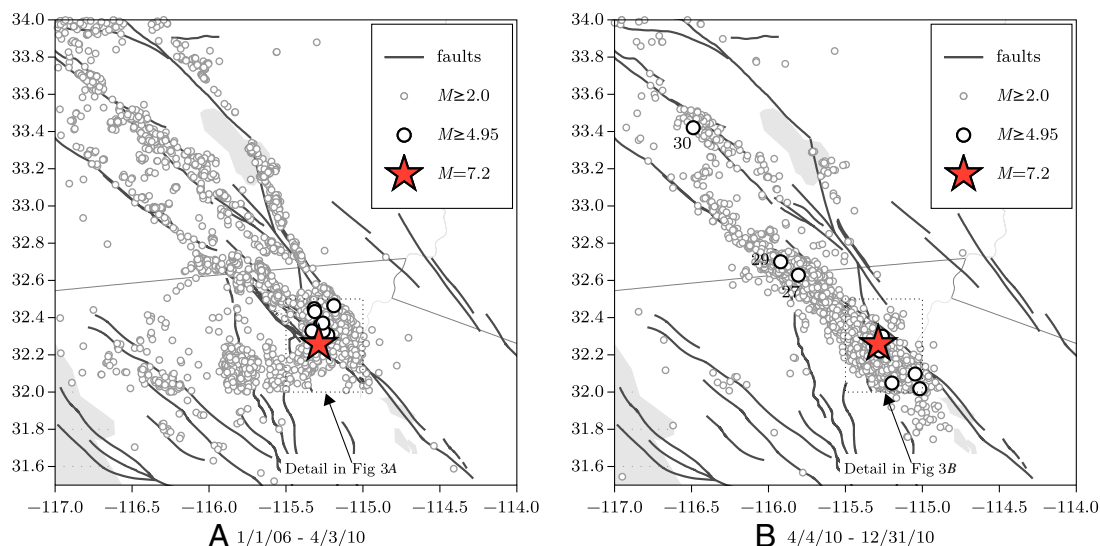 34.0
33.8
33.6
33.4
33.2
33.0
32.8
32.6
32.4
32.2
32.0
31.8
31.6
−117.0 −116.5 −116.0 −115.5 −115.0 −114.5 −114.0
faults
M≥2.0
M≥4.95
M=7.2
Detail in Fig 3A
A 1/1/06 - 4/3/10
34.0
33.8
33.6
33.4
33.2
33.0
32.8
32.6
32.4
32.2
32.0
31.8
31.6
−117.0 −116.5 −116.0 −115.5 −115.0 −114.5 −114.0
faults
M≥2.0
M≥4.95
M=7.2
30
29
27
Detail in Fig 3B
B 4/4/10 - 12/31/10